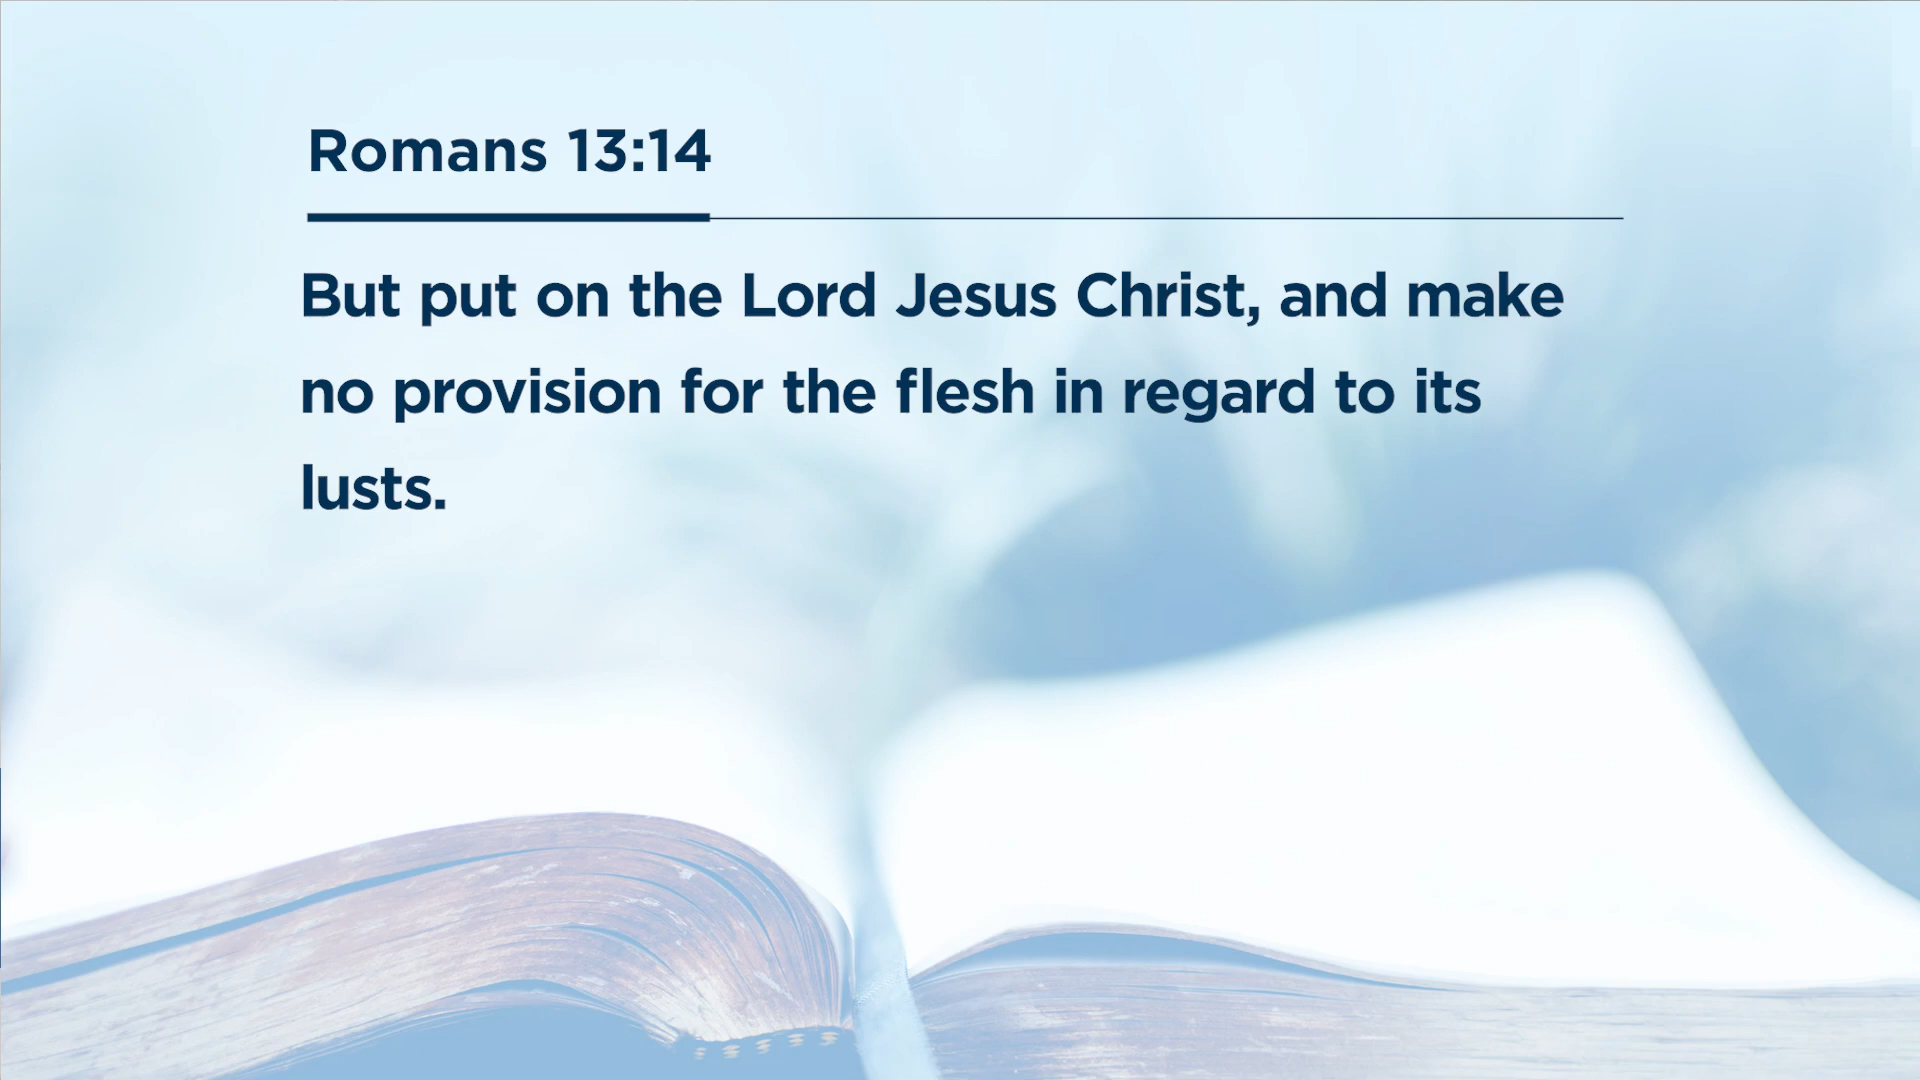 Romans 13:14
But put on the Lord Jesus Christ, and make
no provision for the flesh in regard to its
lusts.